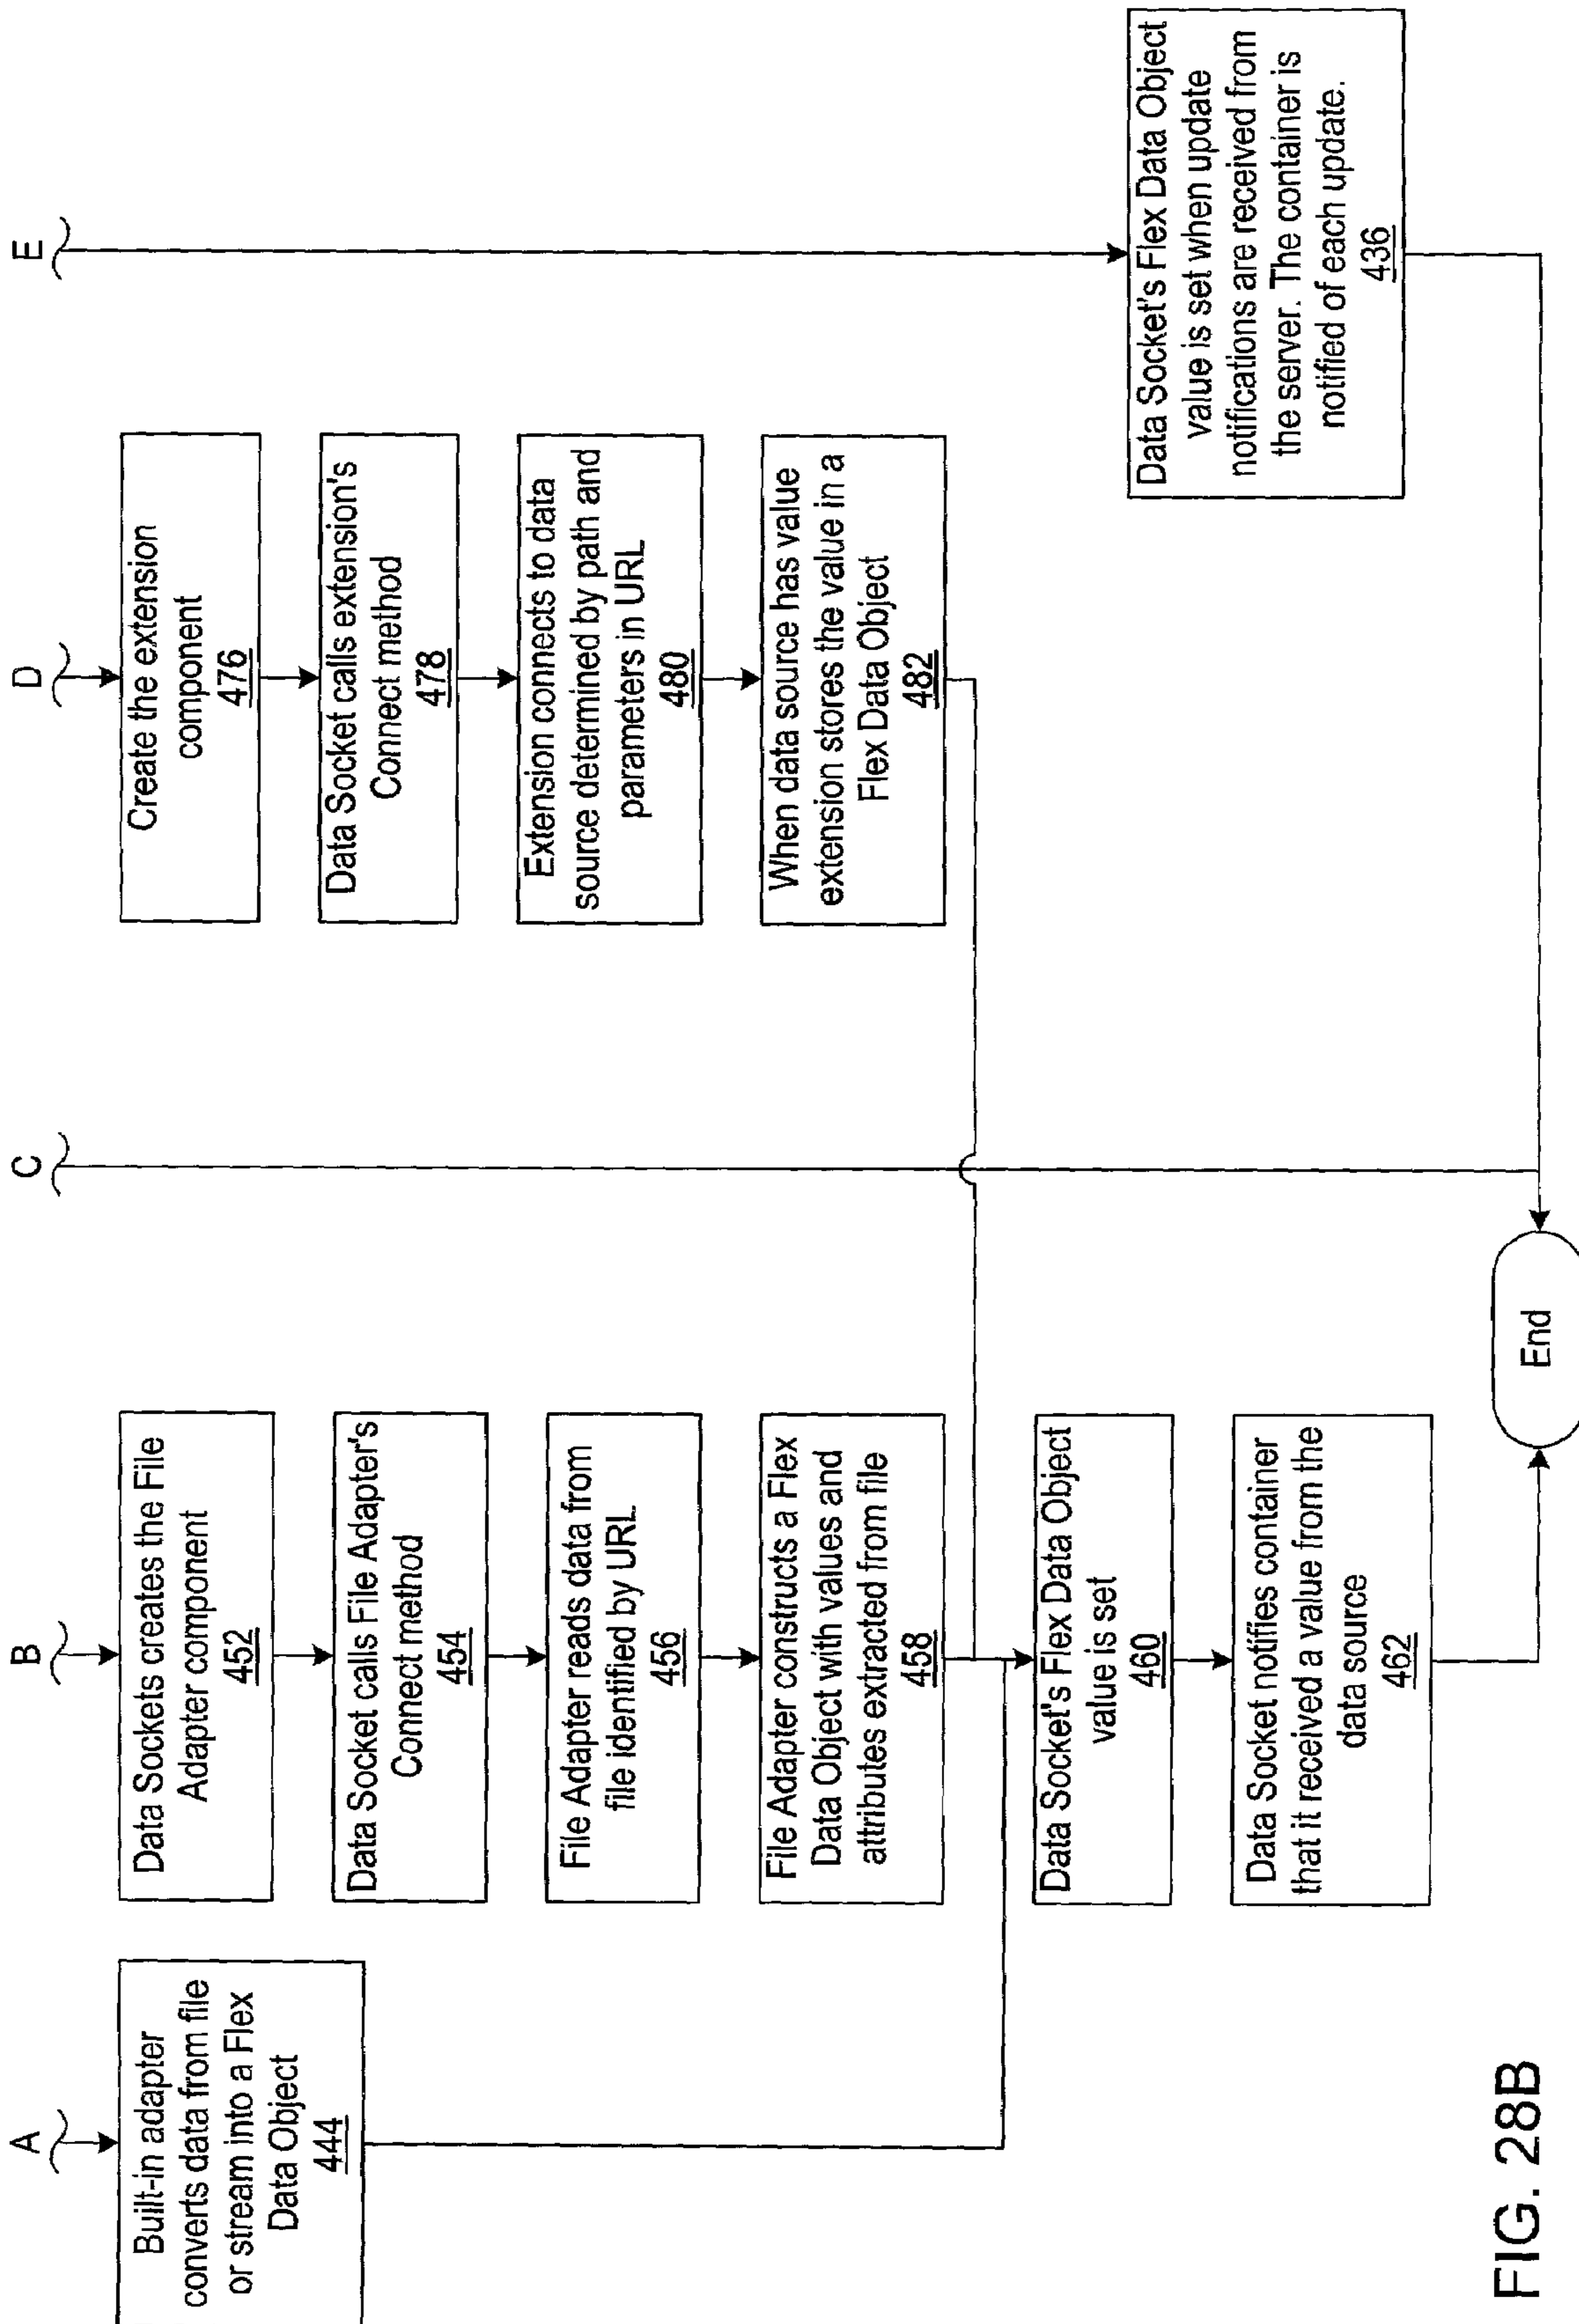 A
Built-in adapter
converts data from file
or stream into a Flex
Data Object
444
B
Data Sockets creates the File
Adapter component
452
Data Socket calls File Adapter's
Connect method
454
File Adapter reads data from
file identified by URL
456
File Adapter constructs a Flex
Data Object with values and
attributes extracted from file
458
Data Socket's Flex Data Object
value is set
460
Data Socket notifies container
that it received a value from the
data source
462
C
End
D
Create the extension
component
476
Data Socket calls extension's
Connect method
478
Extension connects to data
source determined by path and
parameters in URL
480
When data source has value
extension stores the value in a
Flex Data Object
482
E
Data Socket's Flex Data Object
value is set when update
notifications are received from
the server. The container is
notified of each update.
436
FIG. 28B